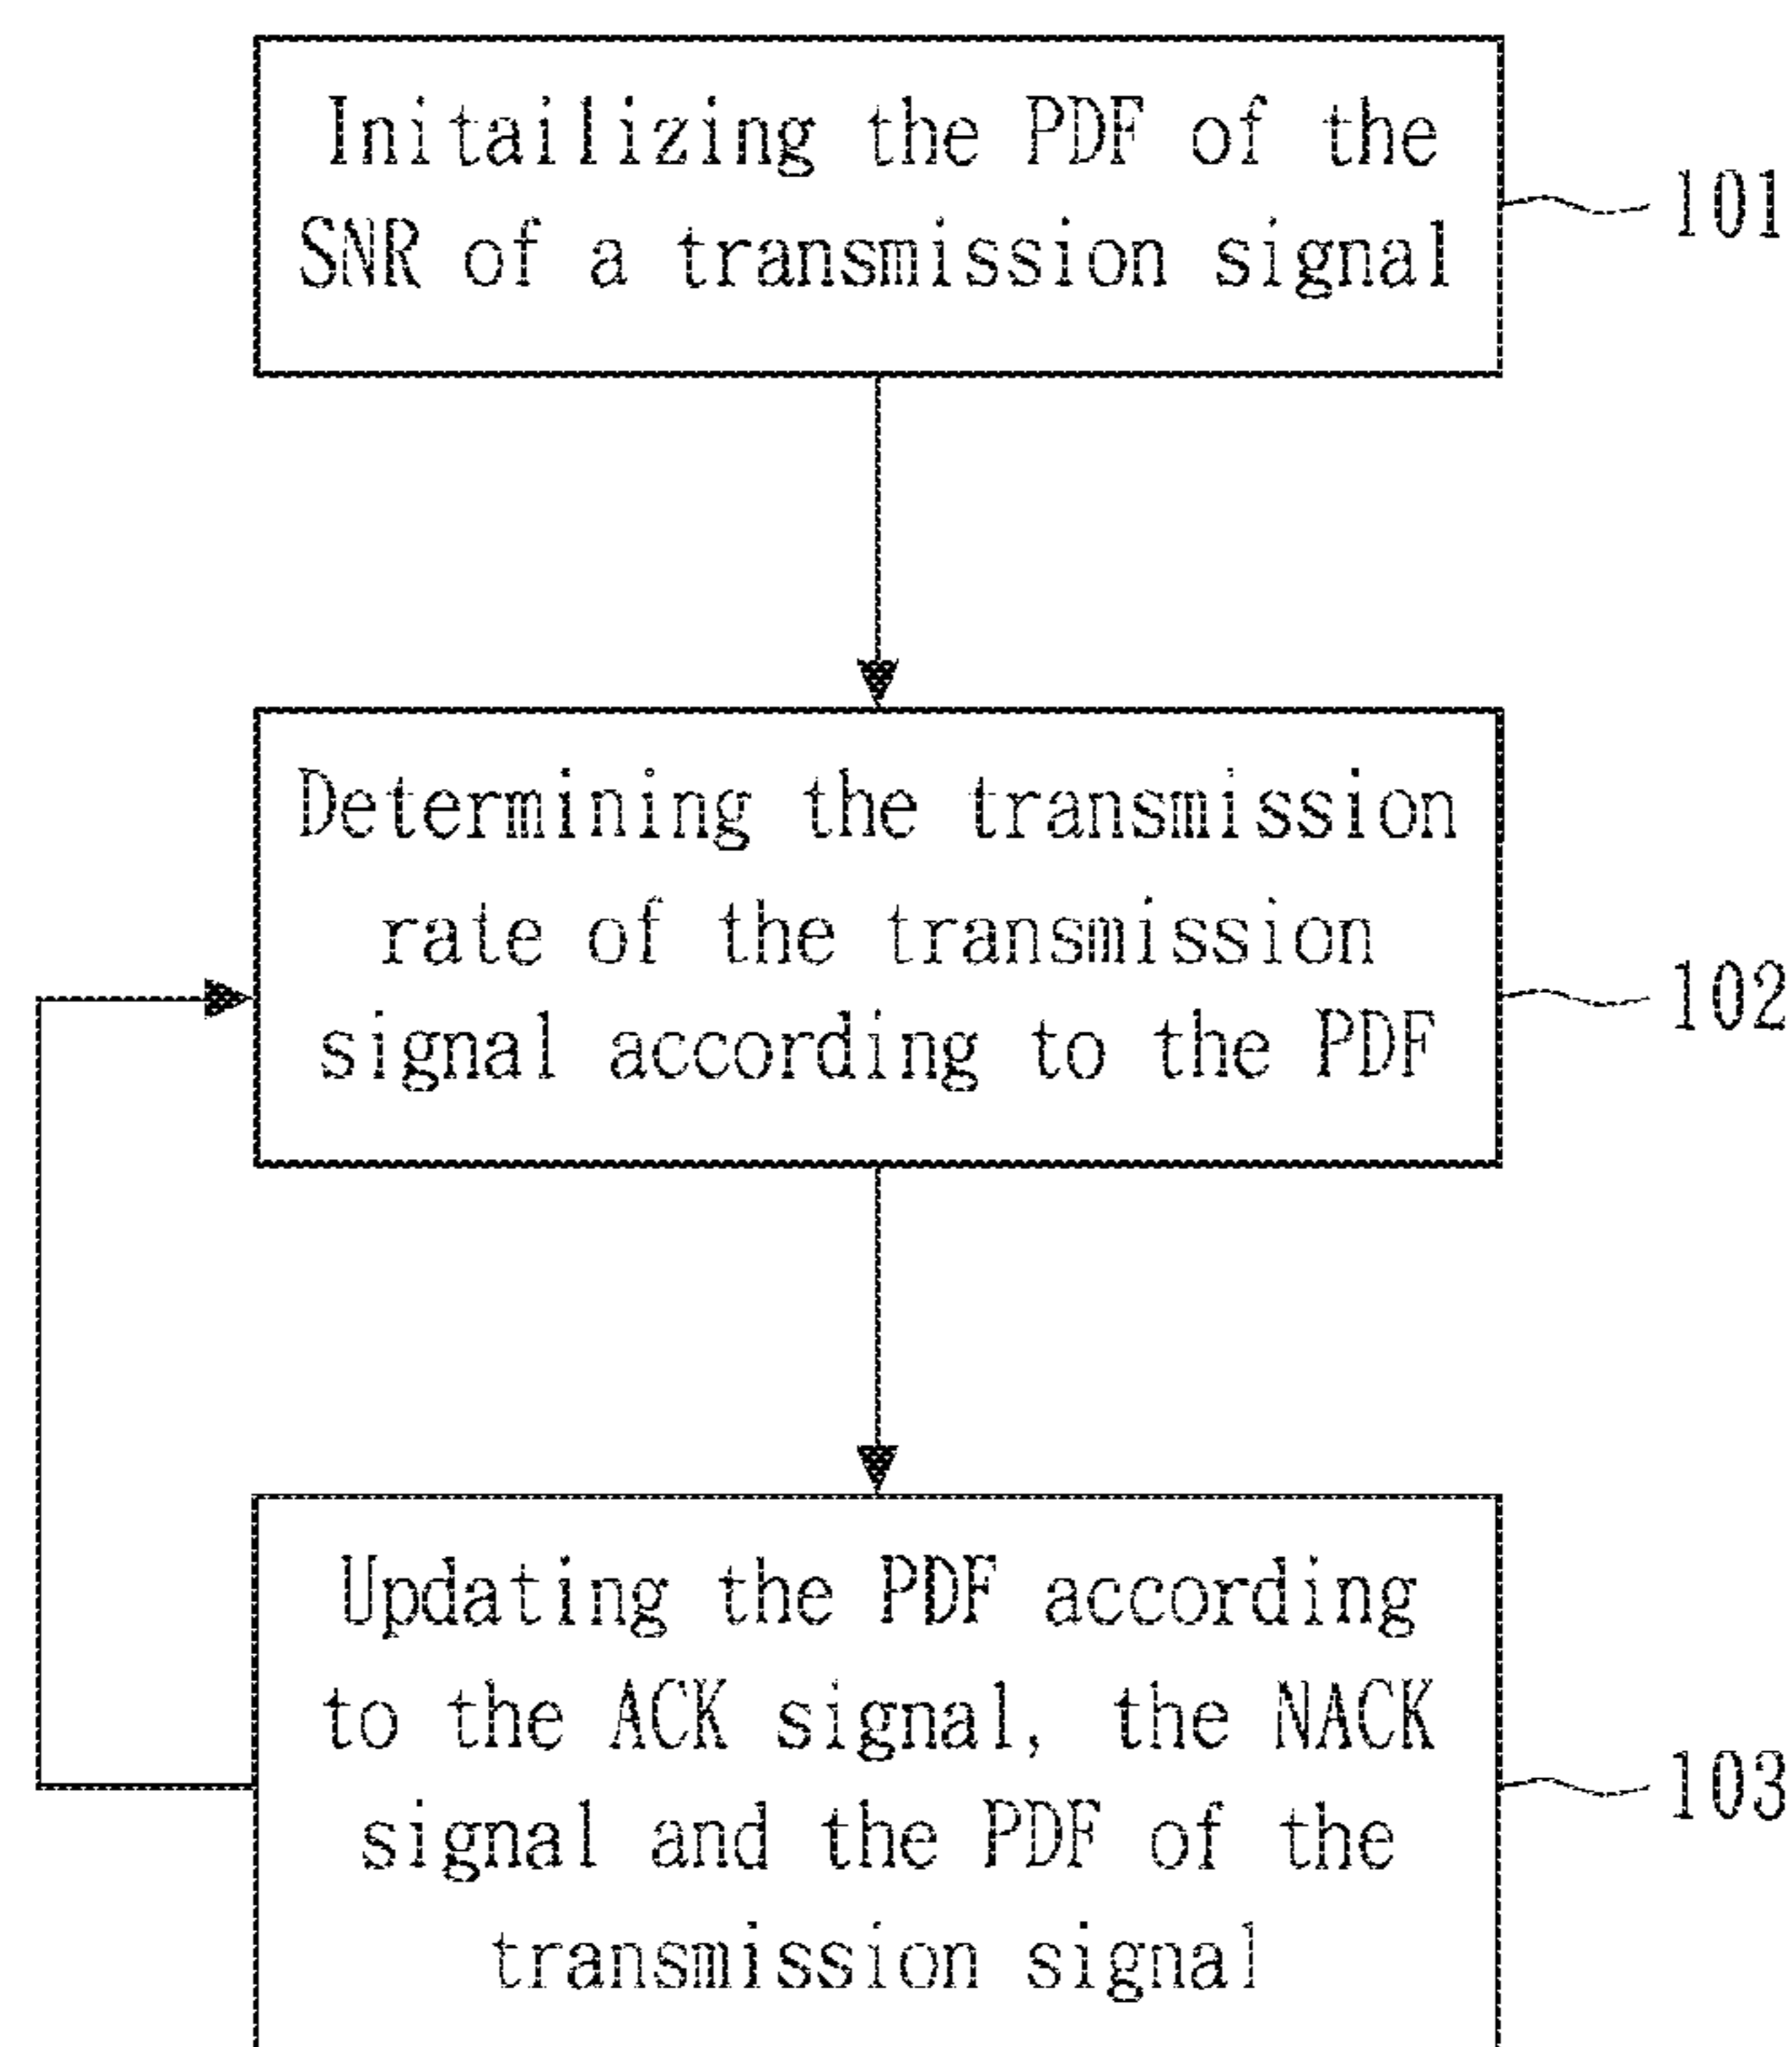 Initailizing the PDF of the
SNR of a transmission signal
101
Determining the transmission
rate of the transmission
signal according to the PDF
102
Updating the PDF according
to the ACK signal, the NACK
signal and the PDF of the
transmission signal
103